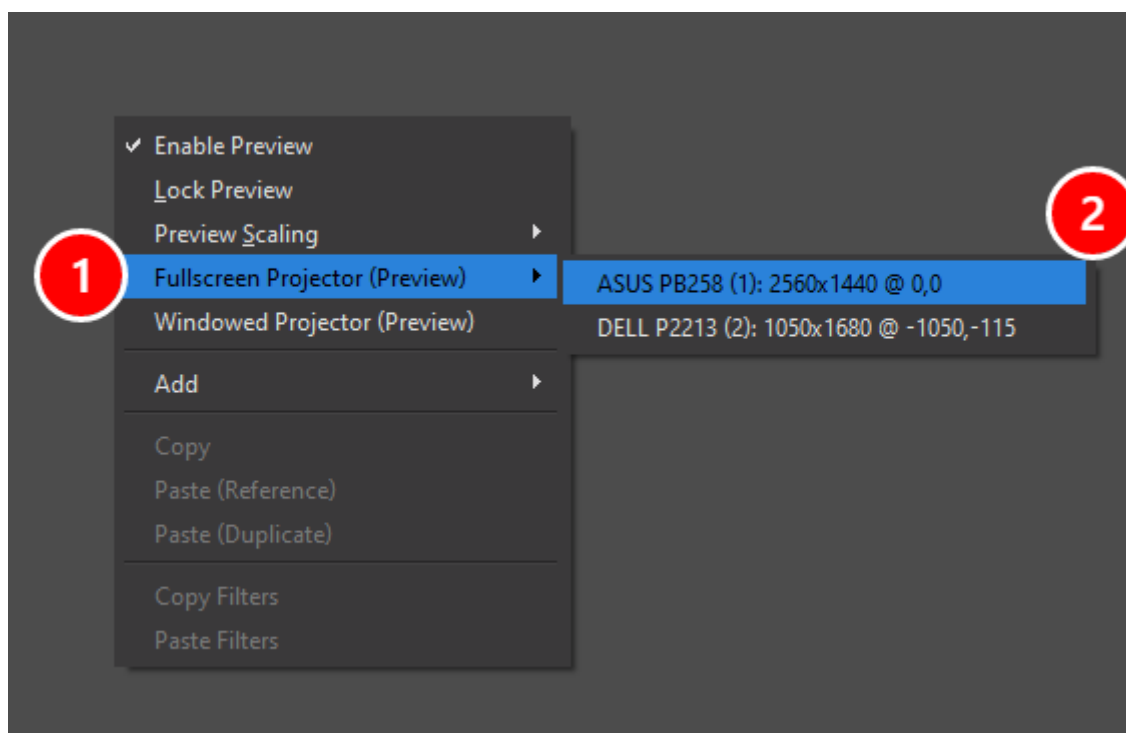 Enable Preview
Lock Preview
2
Preview Scaling
1
Fullscreen Projector (Preview)
ASUS PB258 (1): 2560x1440 @ 0,0
Windowed Projector (Preview)
DELL P2213 (2): 1050x1680 @ -1050,-115
Add
Copy
Paste (Reference)
Paste (Duplicate)
Copy Filters
Paste Filters